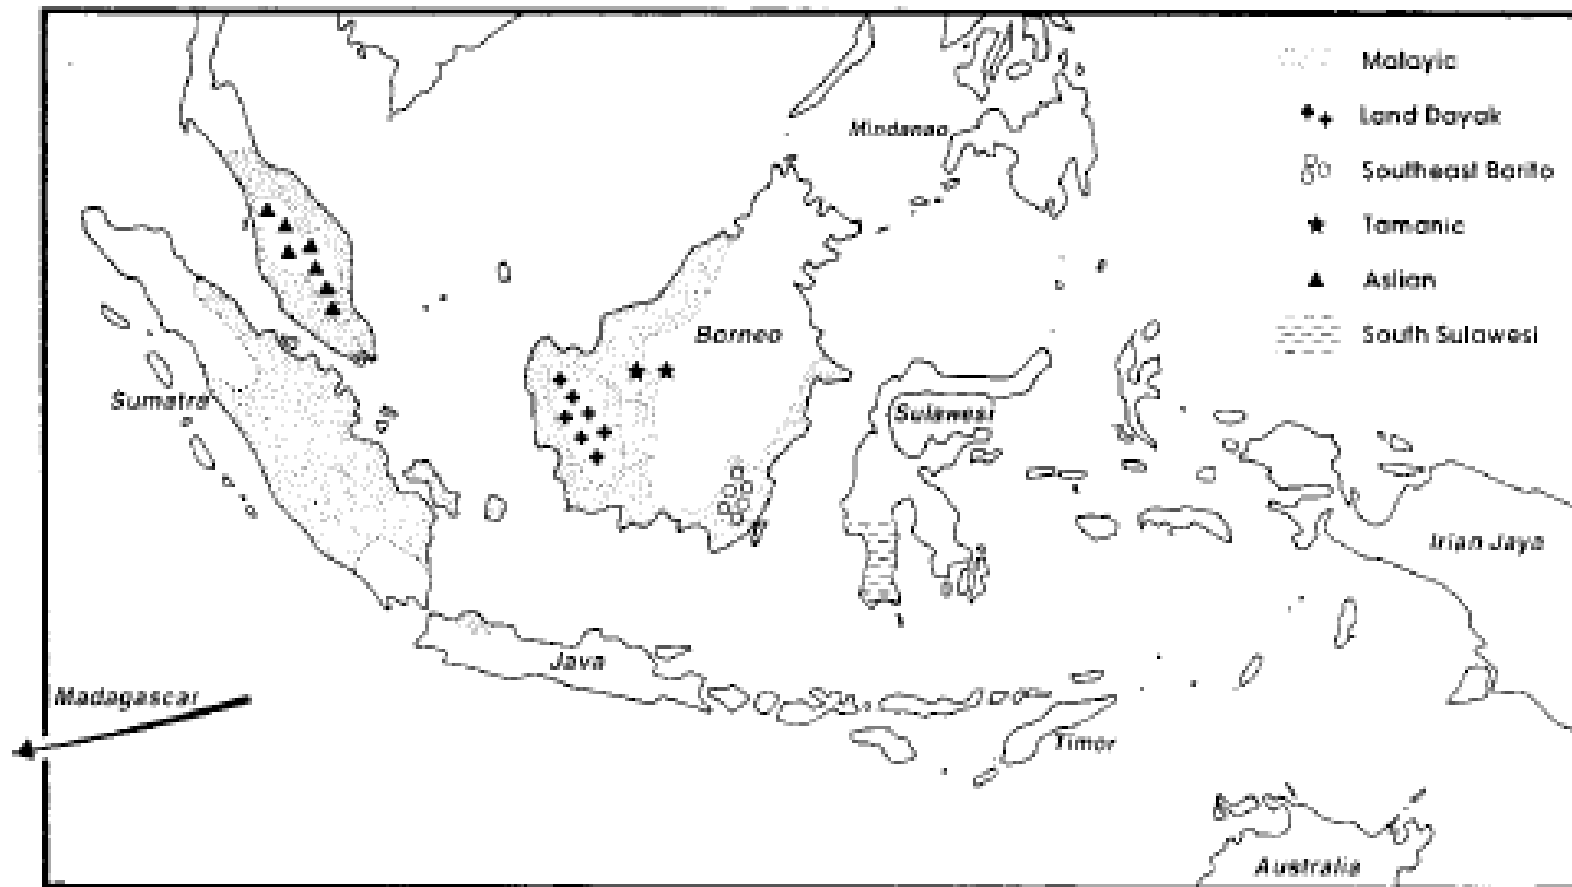 Malayic
Land Dayak
Southeast Barito
Tamanic
Aslian
South Sulawesi
Mindanao
Borneo
Sumatra
Sulawesi
Irian Jaya
Java
Madagascar
Timor
Australia